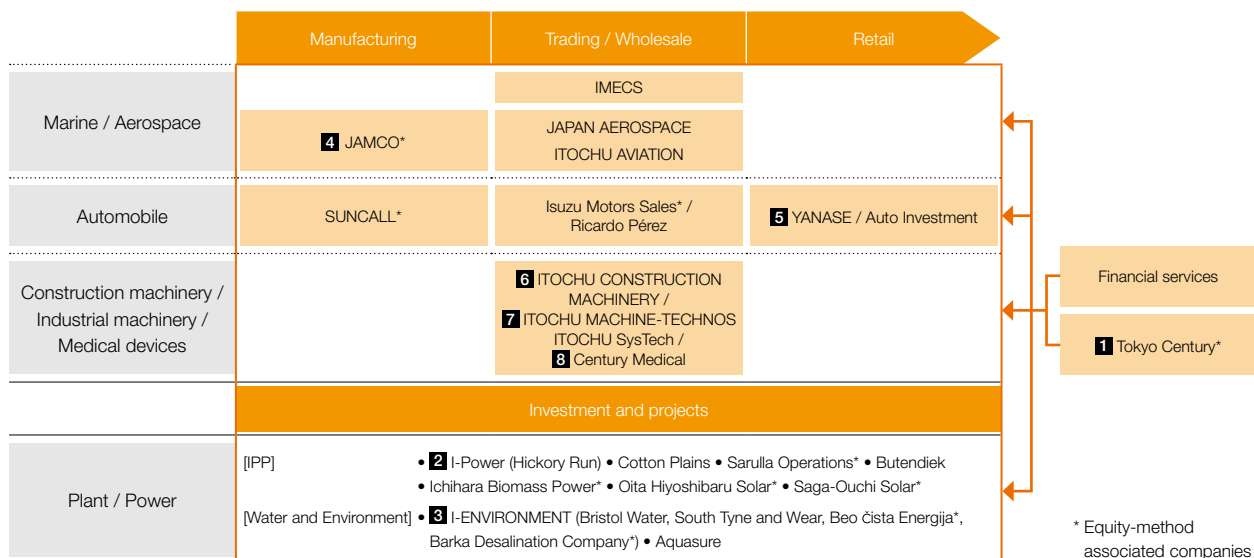 Manufacturing
Trading / Wholesale
Retail
Marine / Aerospace
IMECS
4 JAMCO*
JAPAN AEROSPACE
ITOCHU AVIATION
Automobile
SUNCALL*
Isuzu Motors Sales* /
Ricardo Pérez
5 YANASE / Auto Investment
Construction machinery /
Industrial machinery /
Medical devices
6 ITOCHU CONSTRUCTION
MACHINERY /
7 ITOCHU MACHINE-TECHNOS
ITOCHU SysTech /
8 Century Medical
Financial services
1 Tokyo Century*
Investment and projects
Plant / Power
[IPP] • 2 I-Power (Hickory Run) • Cotton Plains • Sarulla Operations* • Butendiek
• Ichihara Biomass Power* • Oita Hiyoshibaru Solar* • Saga-Ouchi Solar*
[Water and Environment] • 3 I-ENVIRONMENT (Bristol Water, South Tyne and Wear, Beo čista Energija*,
Barka Desalination Company*) • Aquasure
* Equity-method
associated companies